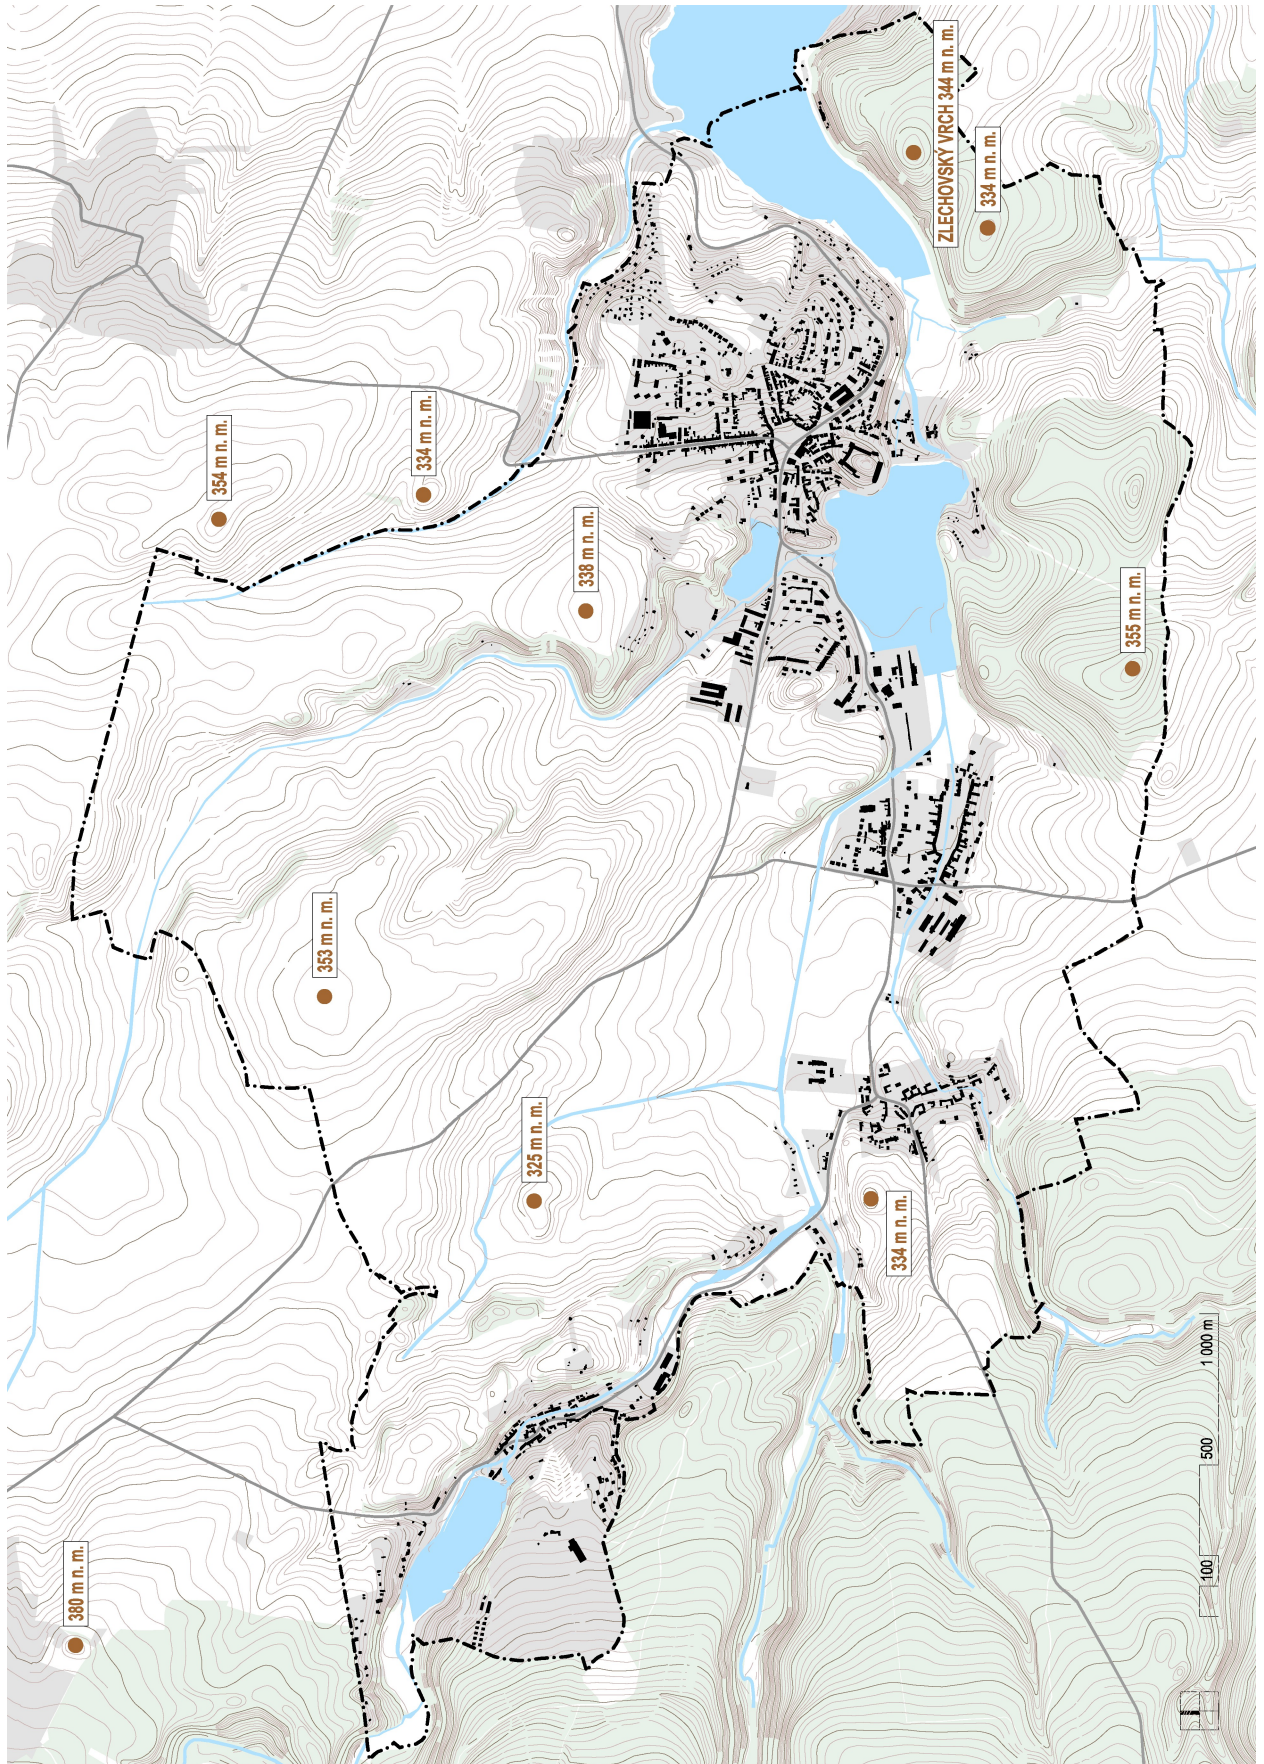 380 m n. m.
354 m n. m.
353 m n. m.
334 m n. m.
325 m n. m.
338 m n. m.
334 m n. m.
ZLECHOVSKÝ VRCH 344 m n. m.
334 m n. m.
355 m n. m.
100
500
1 000 m